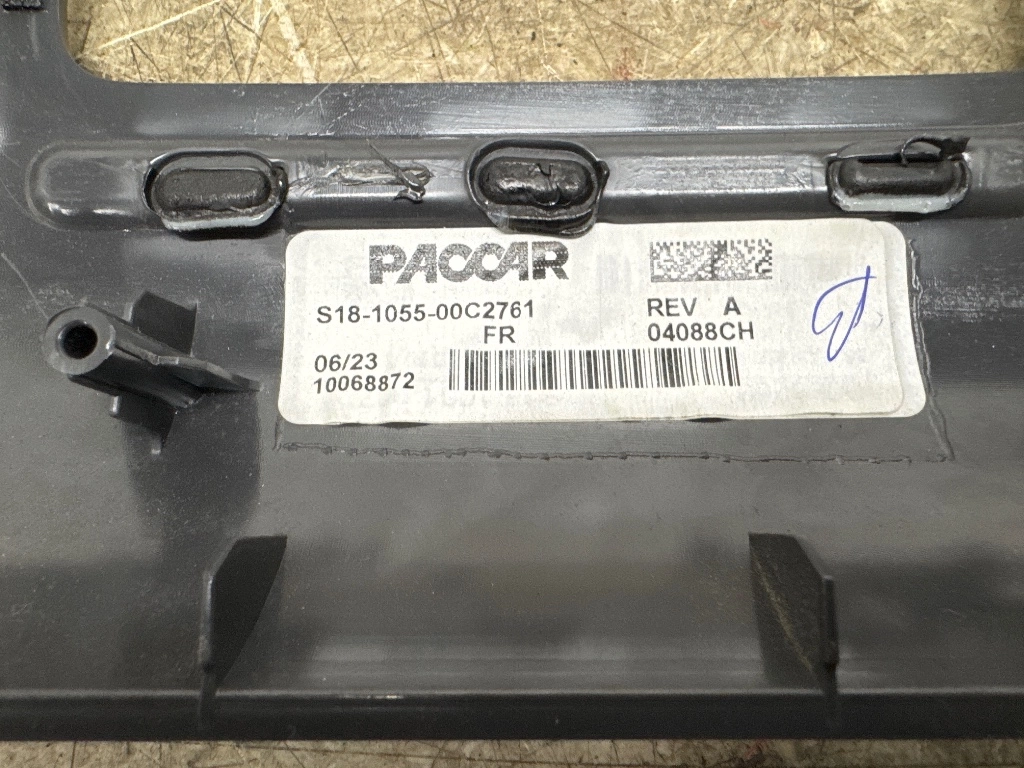 PACCAR
S18-1055-00C2761 REV A
FR 04088CH
06/23
10068872